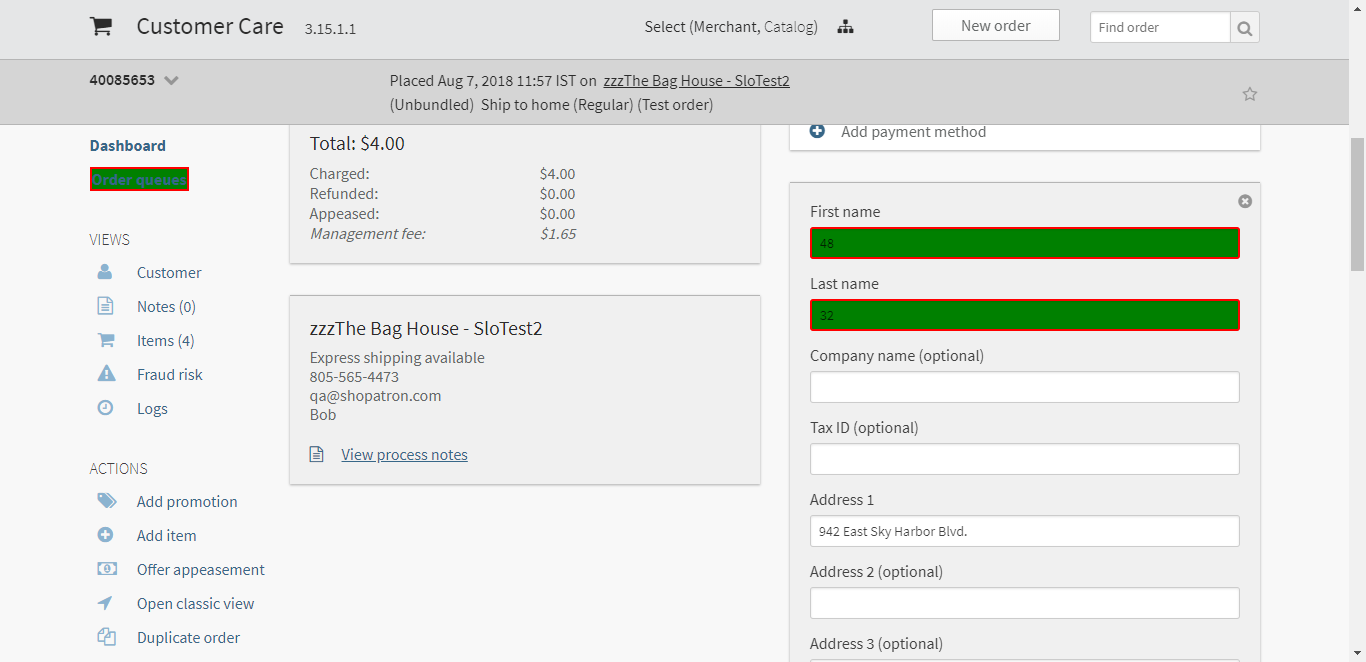 Customer Care 3.15.1.1
Select (Merchant, Catalog)
New order
Find order
40085653
Placed Aug 7, 2018 11:57 IST on zzzThe Bag House - SloTest2
(Unbundled) Ship to home (Regular) (Test order)
Dashboard
Order queues
VIEWS
Customer
Notes (0)
Items (4)
Fraud risk
Logs
ACTIONS
Add promotion
Add item
Offer appeasement
Open classic view
Duplicate order
Total: $4.00
Charged: $4.00
Refunded: $0.00
Appeased: $0.00
Management fee: $1.65
zzzThe Bag House - SloTest2
Express shipping available
805-565-4473
qa@shopatron.com
Bob
View process notes
Add payment method
First name
48
Last name
32
Company name (optional)
Tax ID (optional)
Address 1
942 East Sky Harbor Blvd.
Address 2 (optional)
Address 3 (optional)